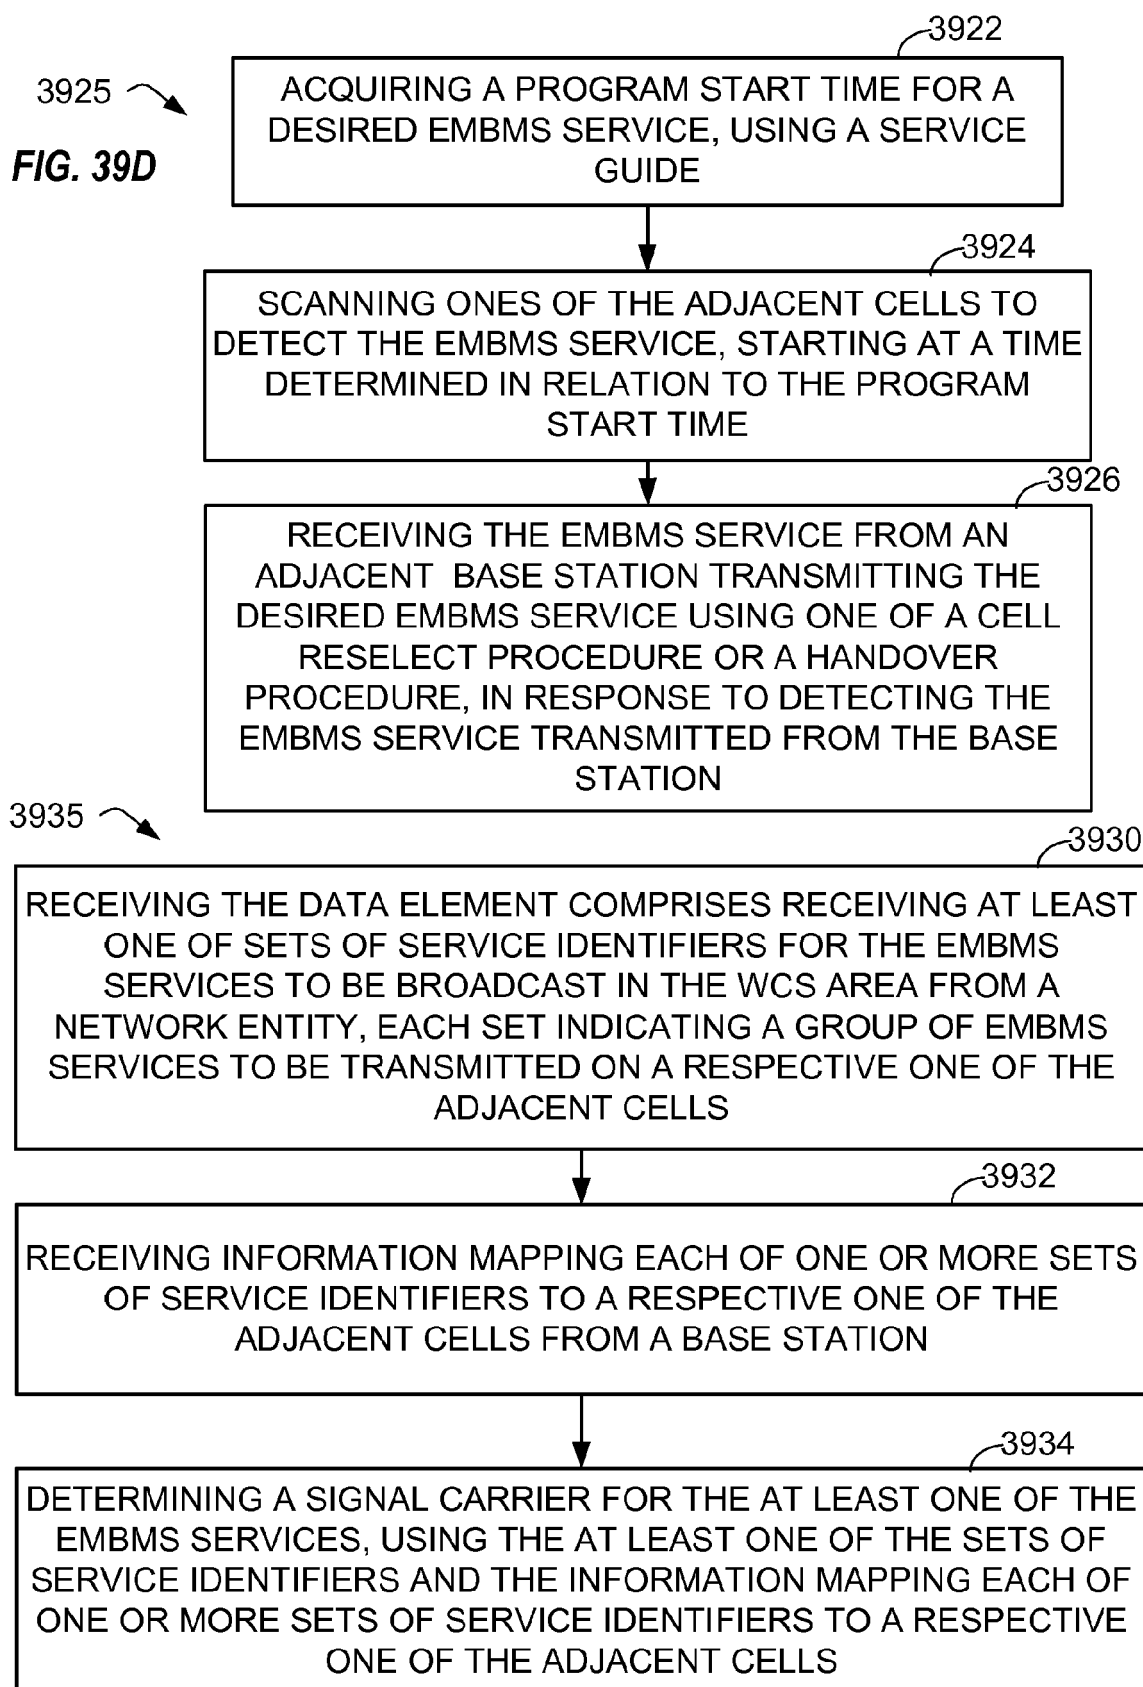 3922
3925
FIG. 39D
ACQUIRING A PROGRAM START TIME FOR A
DESIRED EMBMS SERVICE, USING A SERVICE
GUIDE
3924
SCANNING ONES OF THE ADJACENT CELLS TO
DETECT THE EMBMS SERVICE, STARTING AT A TIME
DETERMINED IN RELATION TO THE PROGRAM
START TIME
3926
RECEIVING THE EMBMS SERVICE FROM AN
ADJACENT BASE STATION TRANSMITTING THE
DESIRED EMBMS SERVICE USING ONE OF A CELL
RESELECT PROCEDURE OR A HANDOVER
PROCEDURE, IN RESPONSE TO DETECTING THE
EMBMS SERVICE TRANSMITTED FROM THE BASE
STATION
3935
3930
RECEIVING THE DATA ELEMENT COMPRISES RECEIVING AT LEAST
ONE OF SETS OF SERVICE IDENTIFIERS FOR THE EMBMS
SERVICES TO BE BROADCAST IN THE WCS AREA FROM A
NETWORK ENTITY, EACH SET INDICATING A GROUP OF EMBMS
SERVICES TO BE TRANSMITTED ON A RESPECTIVE ONE OF THE
ADJACENT CELLS
3932
RECEIVING INFORMATION MAPPING EACH OF ONE OR MORE SETS
OF SERVICE IDENTIFIERS TO A RESPECTIVE ONE OF THE
ADJACENT CELLS FROM A BASE STATION
3934
DETERMINING A SIGNAL CARRIER FOR THE AT LEAST ONE OF THE
EMBMS SERVICES, USING THE AT LEAST ONE OF THE SETS OF
SERVICE IDENTIFIERS AND THE INFORMATION MAPPING EACH OF
ONE OR MORE SETS OF SERVICE IDENTIFIERS TO A RESPECTIVE
ONE OF THE ADJACENT CELLS